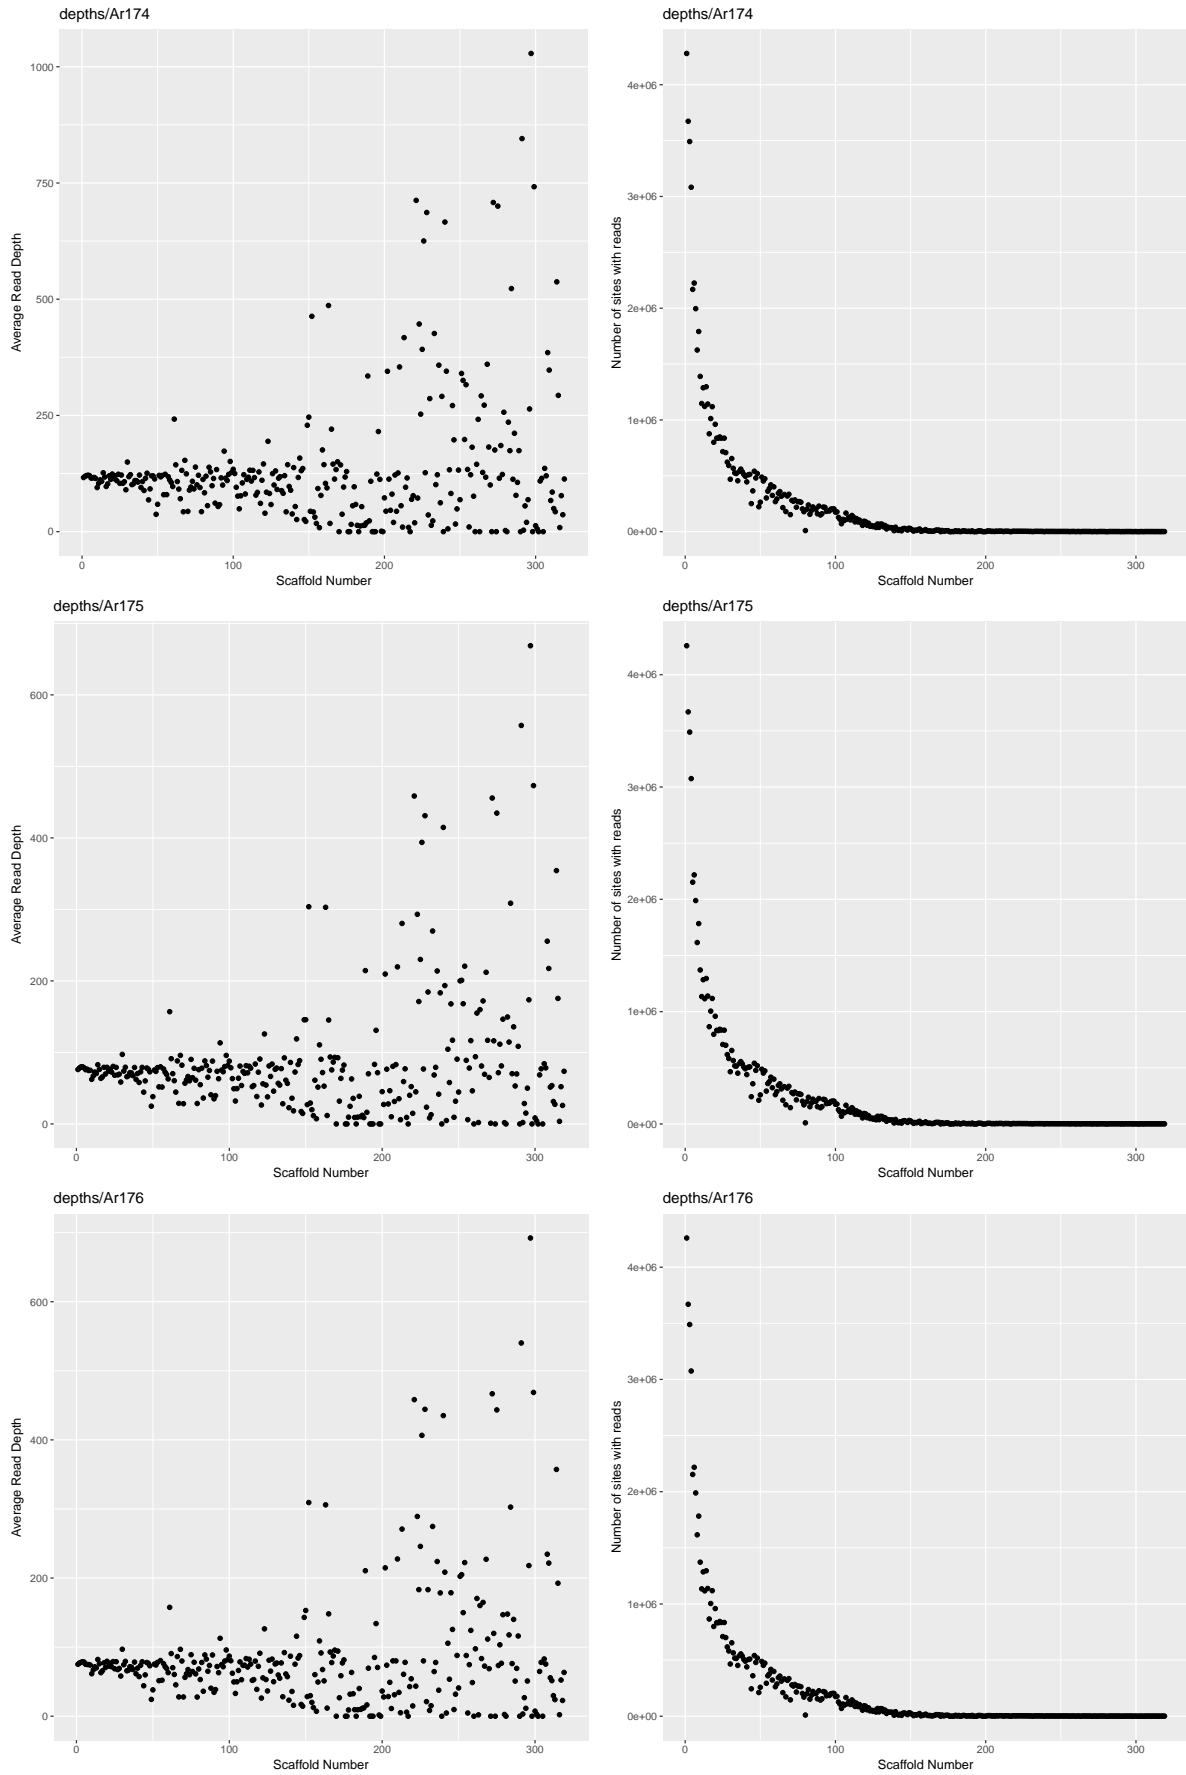 depths/Ar174
depths/Ar174
Average Read Depth
1000
750
500
250
0
0
100
200
300
Scaffold Number
Number of sites with reads
4e+06
3e+06
2e+06
1e+06
0e+00
0
100
200
300
Scaffold Number
depths/Ar175
depths/Ar175
Average Read Depth
600
400
200
0
0
100
200
300
Scaffold Number
Number of sites with reads
4e+06
3e+06
2e+06
1e+06
0e+00
0
100
200
300
Scaffold Number
depths/Ar176
depths/Ar176
Average Read Depth
600
400
200
0
0
100
200
300
Scaffold Number
Number of sites with reads
4e+06
3e+06
2e+06
1e+06
0e+00
0
100
200
300
Scaffold Number